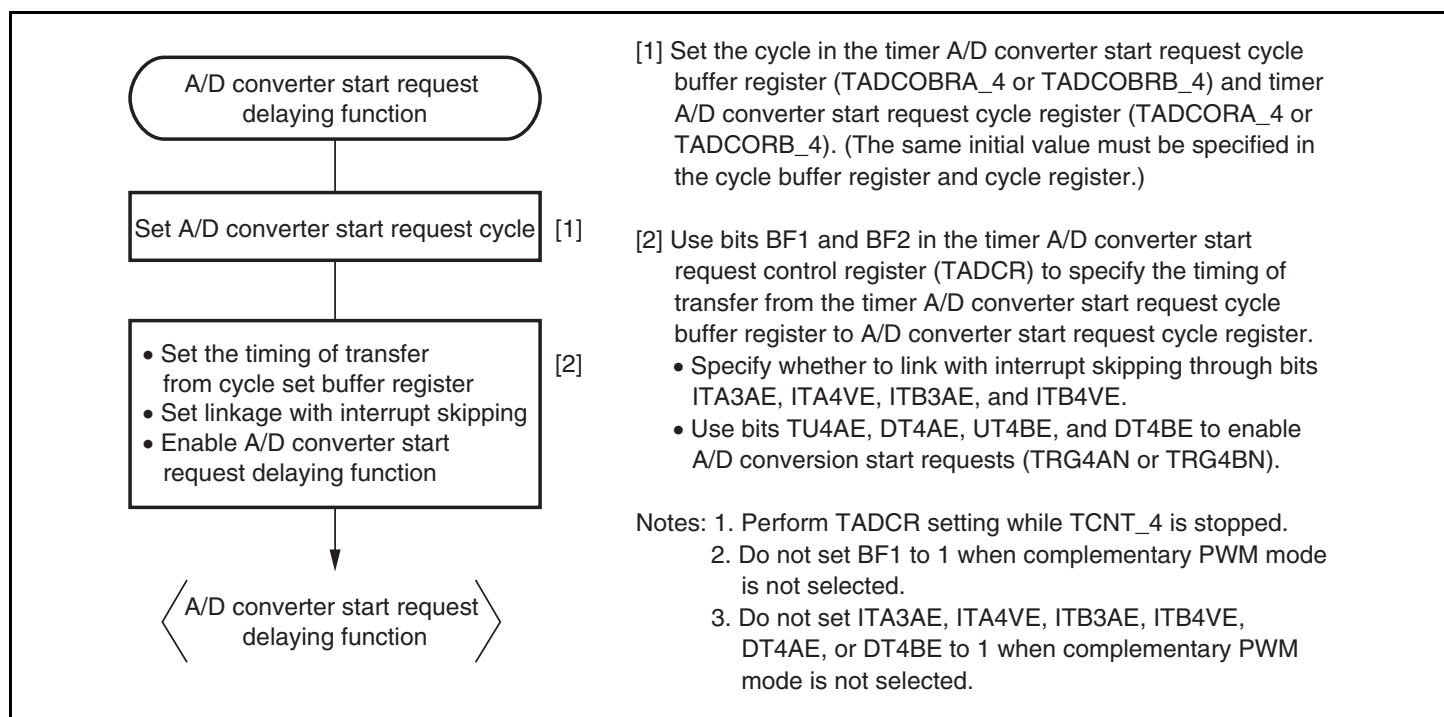 A/D converter start request
delaying function
Set A/D converter start request cycle [1]
• Set the timing of transfer
from cycle set buffer register
• Set linkage with interrupt skipping
• Enable A/D converter start
request delaying function
[2]
A/D converter start request
delaying function
[1] Set the cycle in the timer A/D converter start request cycle
buffer register (TADCOBRA_4 or TADCOBRB_4) and timer
A/D converter start request cycle register (TADCORA_4 or
TADCORB_4). (The same initial value must be specified in
the cycle buffer register and cycle register.)
[2] Use bits BF1 and BF2 in the timer A/D converter start
request control register (TADCR) to specify the timing of
transfer from the timer A/D converter start request cycle
buffer register to A/D converter start request cycle register.
• Specify whether to link with interrupt skipping through bits
ITA3AE, ITA4VE, ITB3AE, and ITB4VE.
• Use bits TU4AE, DT4AE, UT4BE, and DT4BE to enable
A/D conversion start requests (TRG4AN or TRG4BN).
Notes: 1. Perform TADCR setting while TCNT_4 is stopped.
2. Do not set BF1 to 1 when complementary PWM mode
is not selected.
3. Do not set ITA3AE, ITA4VE, ITB3AE, ITB4VE,
DT4AE, or DT4BE to 1 when complementary PWM
mode is not selected.